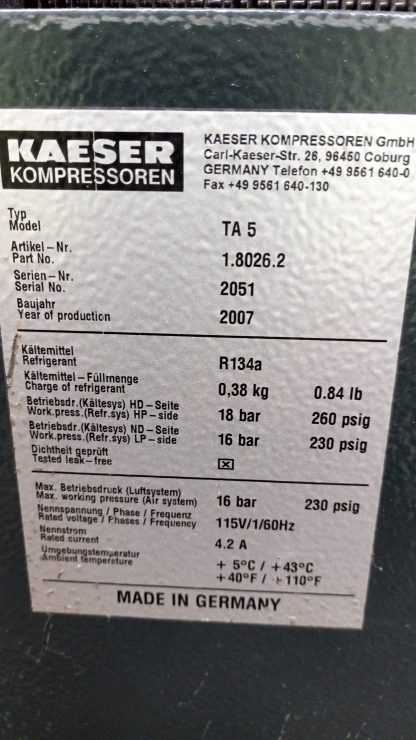 KAESER
KOMPRESSOREN
KAESER KOMPRESSOREN GmbH
Carl-Kaeser-Str. 26, 96450 Coburg
GERMANY Telefon +49 9561 640-0
Fax +49 9561 640-130
Typ
Model TA 5
Artikel-Nr.
Part No. 1.8026.2
Serien-Nr.
Serial No. 2051
Baujahr
Year of production 2007
Kältemittel
Refrigerant R134a
Kältemittel-Füllmenge
Charge of refrigerant 0,38 kg 0.84 lb
Betriebsdr.(Kältesys) HD-Seite
Work.press.(Refr.sys) HP-side 18 bar 260 psig
Betriebsdr.(Kältesys) ND-Seite
Work.press.(Refr.sys) LP-side 16 bar 230 psig
Dichtheit geprüft
Tested leak-free ☒
Max. Betriebsdruck (Luftsystem)
Max. working pressure (Air system) 16 bar 230 psig
Nennspannung / Phase / Frequenz
Rated voltage / Phases / Frequency 115V/1/60Hz
Nennstrom
Rated current 4.2 A
Umgebungstemperatur + 5°C / +43°C
Ambient temperature +40°F / +110°F
MADE IN GERMANY